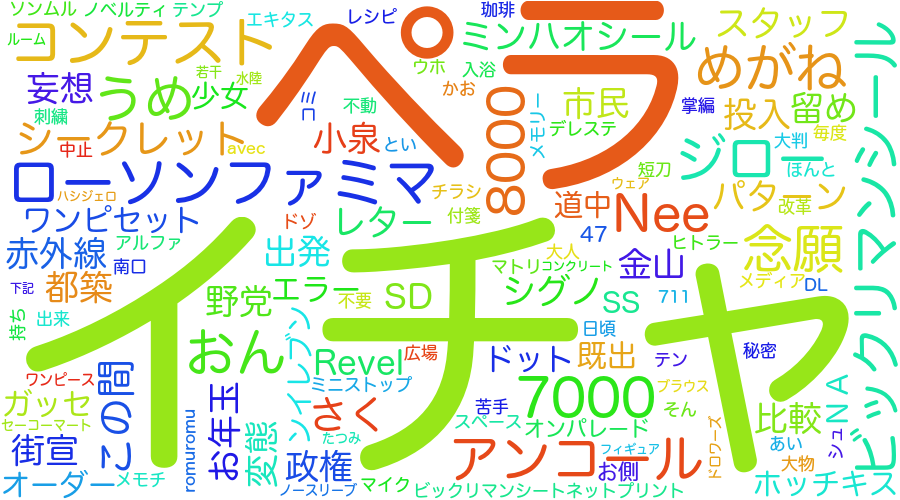 ソンムル ノベルティ テンプ エキタス レシピ 珈琲
コンテスト ペラ ミンハオシール スタッフ
ルーム ウホ 入浴 めがね
妄想 うめ 若干 水陸 かお
刺繍 少女 ミコ 不動 8000 市民 掌編 投入 留め
シークレット 小泉 とい メモリー デレステ 大判 毎度
中止 avec ジロー ほんと ビックリマンシール
ローソンファミマ チラシ 短刀 ウェア パターン
ハシジェロ ワンピセット ドゾ レター 付箋 道中 Nee 改革
赤外線 アルファ 出発 大人 47 ヒトラー 念願
南口 マトリコンクリート 金山 メディア
下記 都築 野党 エラー 不要 SD シグノ SS 711 DL
持ち 出来 イチャ
この間 おん ソイレブン 日頃
Revel 広場 ドット 既出 テン 秘密
ワンピース ミニストップ
ガッセ お年玉 さく 苦手 7000 ブラウス そん 比較 UNA
セーコーマート 変態 たつみ スペース オンパレード
街宣 momumou 政権 アンコール フィギュア ドロワーズ あい シュ
オーダー メモチ マイク お側 大物
ノースリーブ ビックリマンシートネットプリント ホッチキス